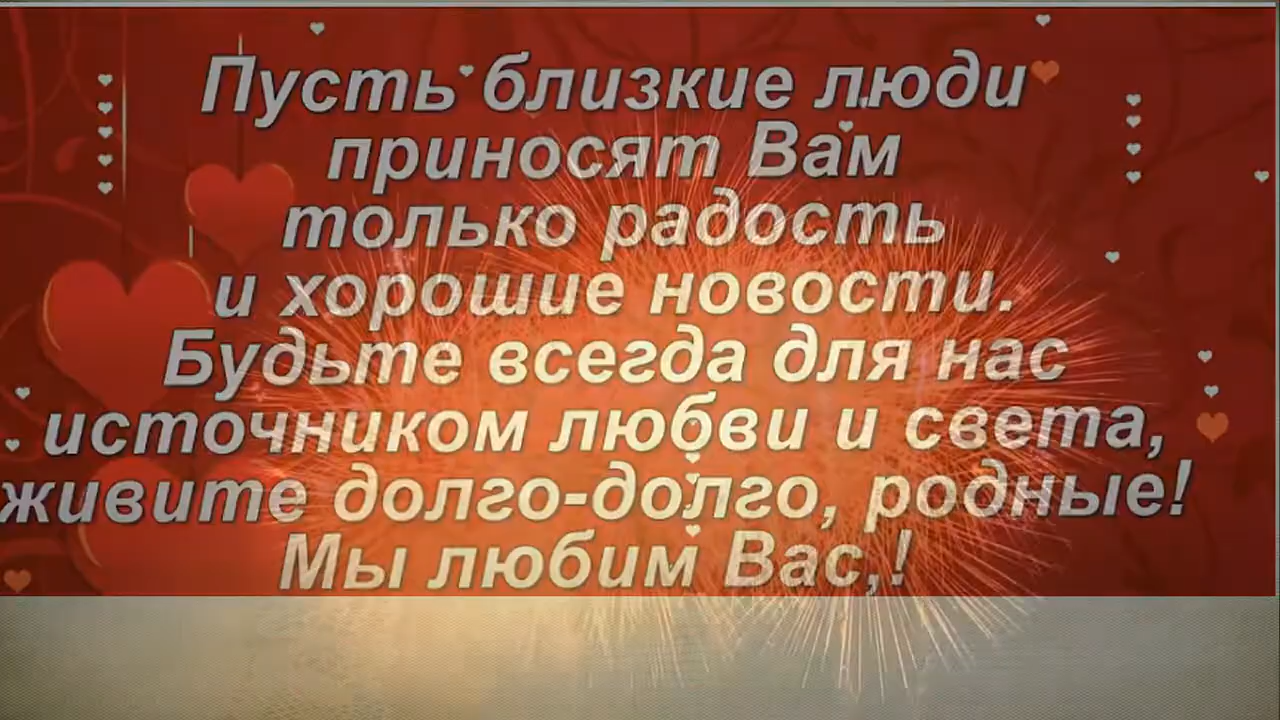 Пусть близкие люди
приносят Вам
только радость
и хорошие новости.
Будьте всегда для нас
источником любви и света,
живите долго-долго, родные!
Мы любим Вас,!